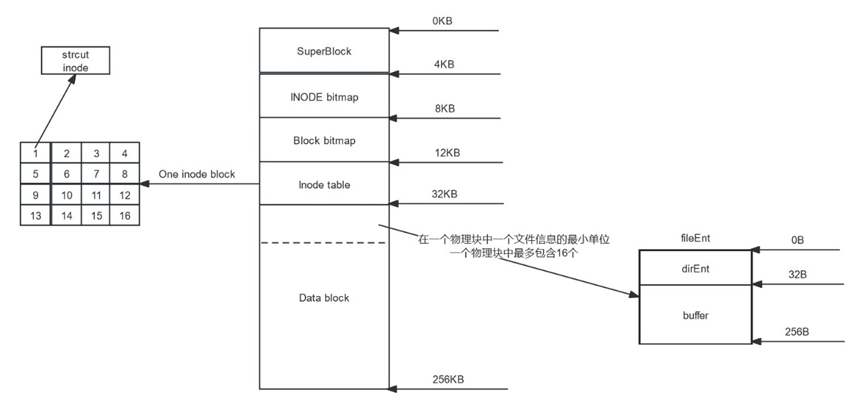 strcut
inode
1 2 3 4
5 6 7 8
9 10 11 12
13 14 15 16
One inode block
SuperBlock
INODE bitmap
Block bitmap
Inode table
Data block
0KB
4KB
8KB
12KB
32KB
256KB
在一个物理块中一个文件信息的最小单位
一个物理块中最多包含16个
fileEnt
dirEnt
buffer
0B
32B
256B